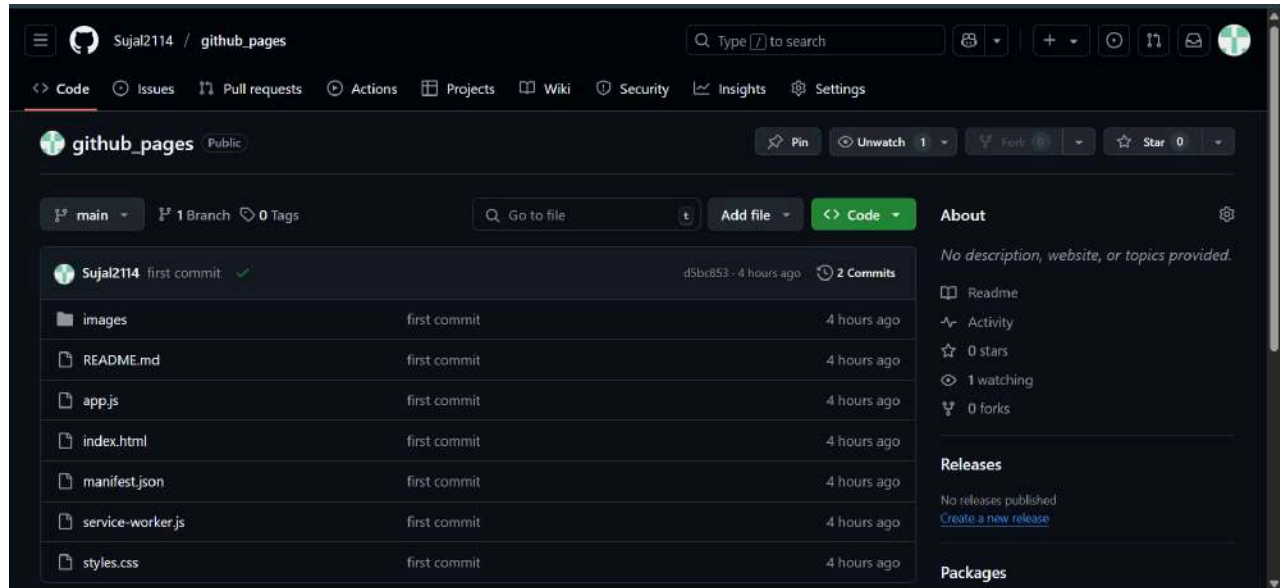 Sujal2114 / github_pages
Type / to search
Code Issues Pull requests Actions Projects Wiki Security Insights Settings
github_pages Public
Pin Unwatch 1 Fork 0 Star 0
main 1 Branch 0 Tags Go to file t Add file Code
Sujal2114 first commit d5bc853 · 4 hours ago 2 Commits
images first commit 4 hours ago
README.md first commit 4 hours ago
app.js first commit 4 hours ago
index.html first commit 4 hours ago
manifest.json first commit 4 hours ago
service-worker.js first commit 4 hours ago
styles.css first commit 4 hours ago
About
No description, website, or topics provided.
Readme
Activity
0 stars
1 watching
0 forks
Releases
No releases published
Create a new release
Packages